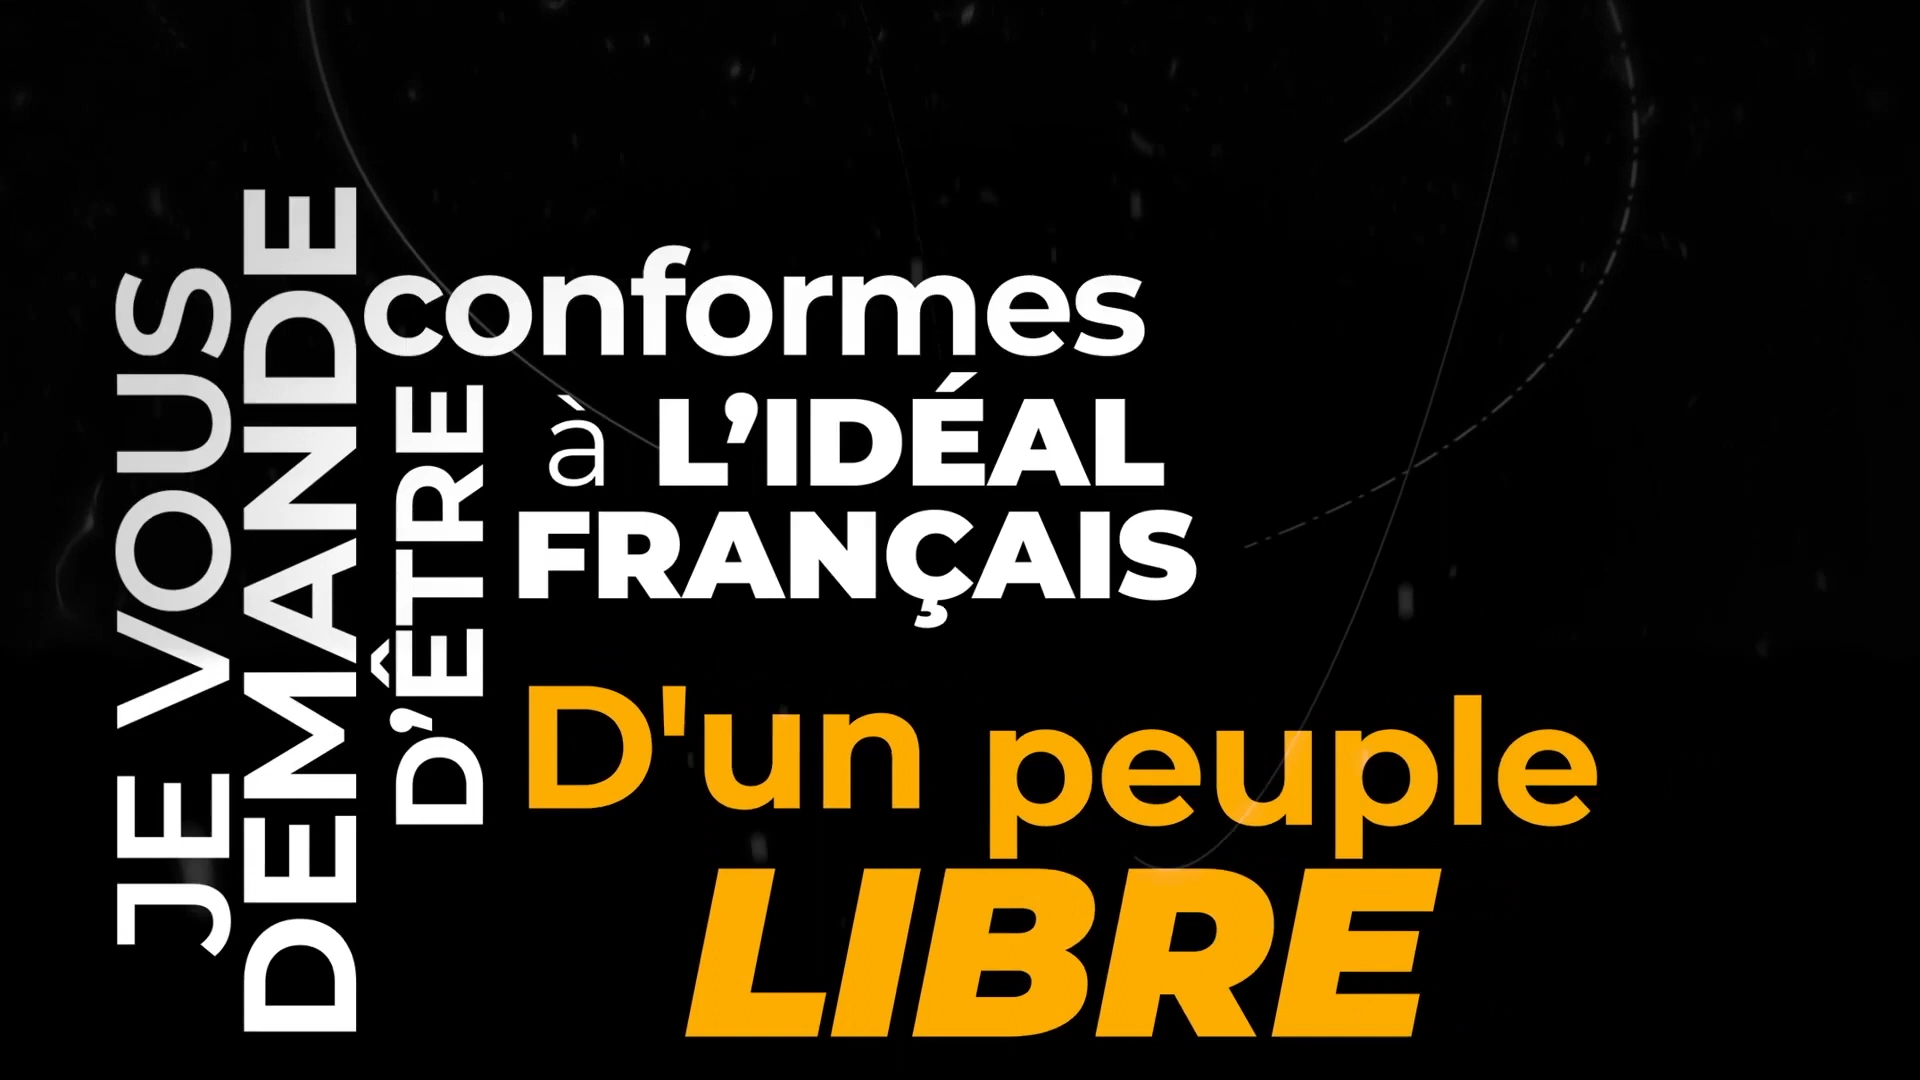 JE VOUS
DEMANDE
D’ÊTRE
conformes
à L’IDÉAL
FRANÇAIS
D'un peuple
LIBRE